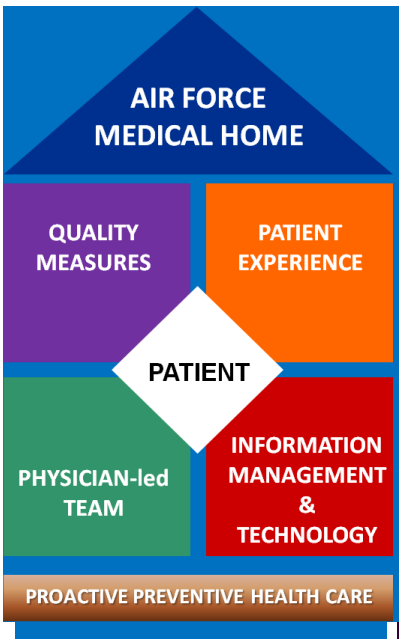 AIR FORCE
MEDICAL HOME
QUALITY
MEASURES
PATIENT
EXPERIENCE
PATIENT
PHYSICIAN-led
TEAM
INFORMATION
MANAGEMENT
&
TECHNOLOGY
PROACTIVE PREVENTIVE HEALTH CARE